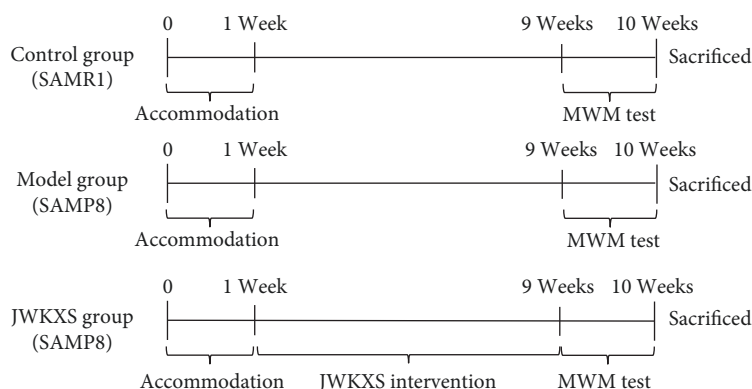 0 1 Week 9 Weeks 10 Weeks
Control group
(SAMR1)
Sacrificed
Accommodation MWM test
0 1 Week 9 Weeks 10 Weeks
Model group
(SAMP8)
Sacrificed
Accommodation MWM test
0 1 Week 9 Weeks 10 Weeks
JWKXS group
(SAMP8)
Sacrificed
Accommodation JWKXS intervention MWM test